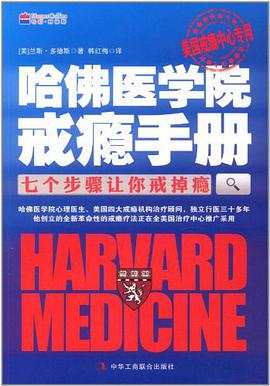 [美]兰斯·多德斯◎著 韩红梅◎译
美国戒瘾中心专用
哈佛医学院
戒瘾手册
七个步骤让你戒掉瘾
哈佛医学院心理医生、美国四大戒瘾机构治疗顾问，独立行医三十多年
他创立的全新革命性的戒瘾疗法正在全美国治疗中心推广采用
HARVARD
MEDICINE
中华工商联合出版社